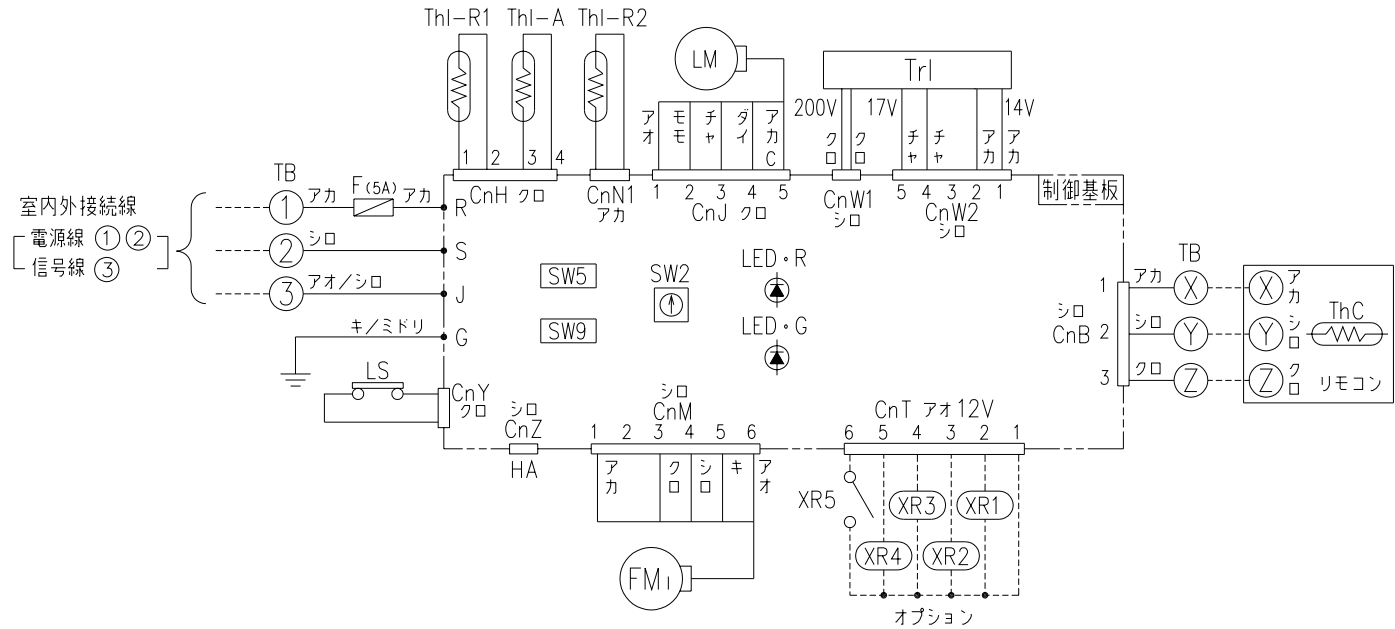 ThI-R1 ThI-A ThI-R2
LM
TrI
200V 17V 14V
アオ
モモ
チャ
ダイ
アカ
C
クロ
クロ
チャ
チャ
アカ
アカ
1 2 3 4
CnH クロ
CnN1
アカ
1 2 3 4 5
CnJ クロ
CnW1
シロ
5 4 3 2 1
CnW2
シロ
制御基板
室内外接続線
電源線 ① ②
信号線 ③
TB
① アカ F(5A) アカ R
② シロ S
③ アオ/シロ J
キ/ミドリ G
LS
CnY
クロ
SW5
SW9
SW2
LED・R
LED・G
シロ
CnB
1
2
3
アカ
シロ
クロ
TB
X
Y
Z
X
Y
Z
アカ
シロ
クロ
ThC
リモコン
シロ
CnZ
HA
シロ
CnM
1 2 3 4 5 6
アカ
クロ
シロ
キ
アオ
FMI
CnT アオ 12V
6 5 4 3 2 1
XR5
XR3 XR1
XR4 XR2
オプション